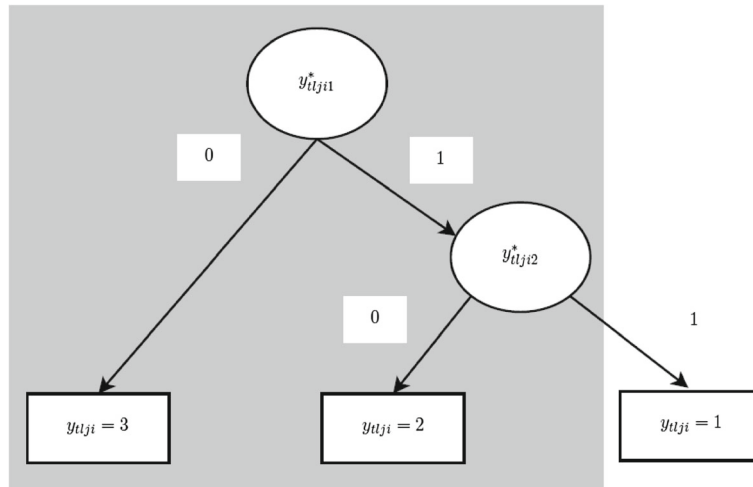 y*tlji1
0
1
y*tlji2
0
1
ytlji = 3
ytlji = 2
ytlji = 1